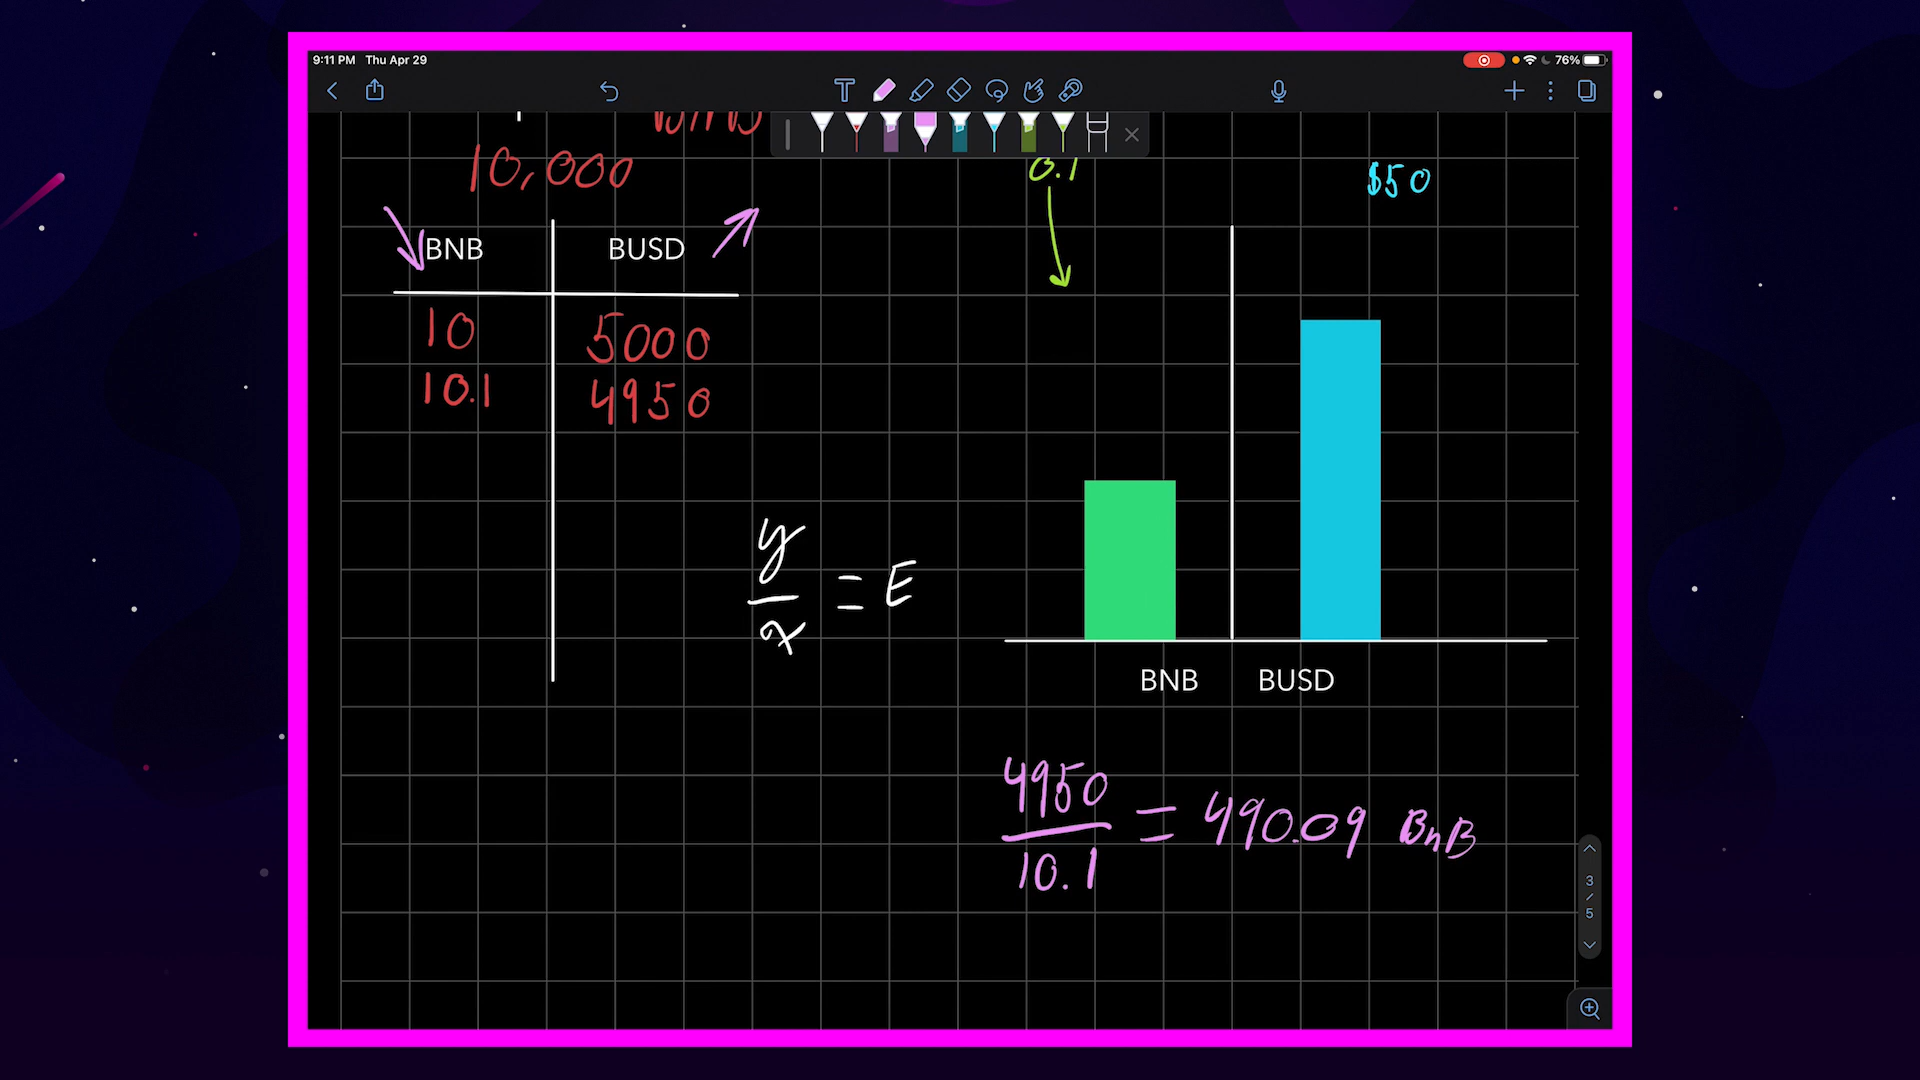 9:11 PM Thu Apr 29
76%
T
10,000
0.1
$50
BNB BUSD
10 5000
10.1 4950
y
x
= E
BNB BUSD
4950
10.1
= 490.09 BnB
3
/
5